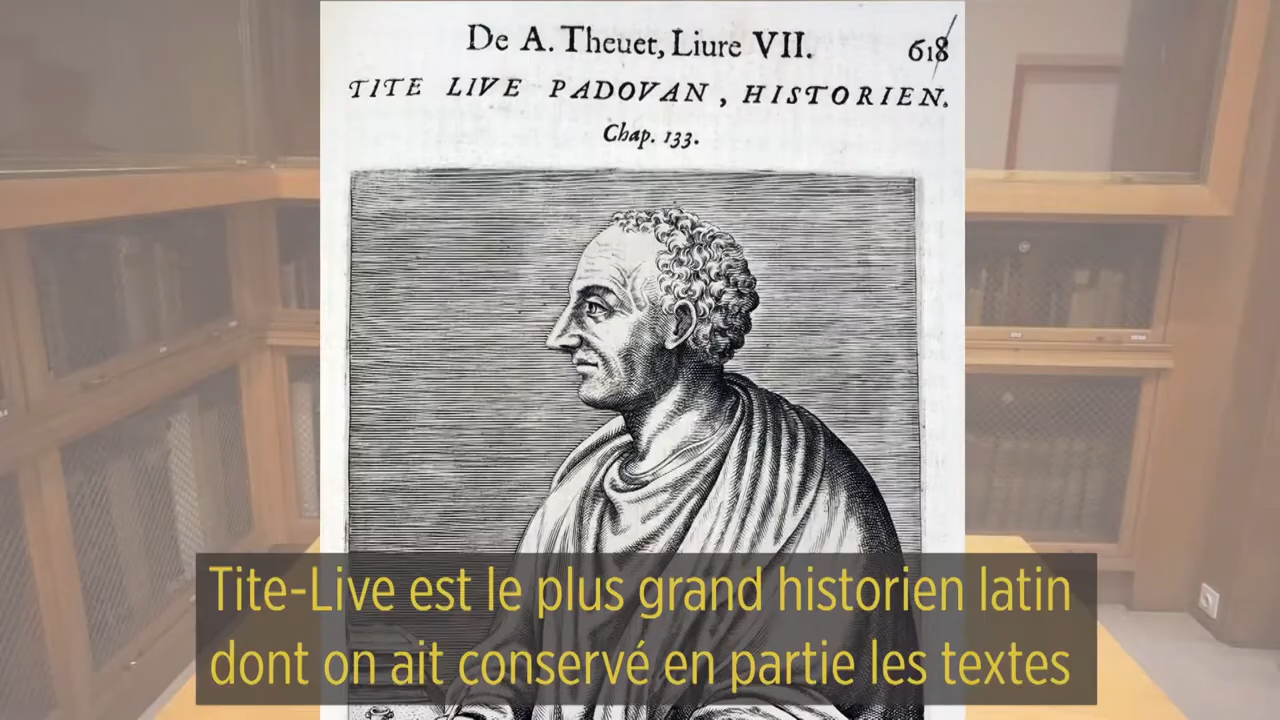 De A. Theuet, Liure VII. 618
TITE LIVE PADOVAN, HISTORIEN.
Chap. 133.
Tite-Live est le plus grand historien latin
dont on ait conservé en partie les textes